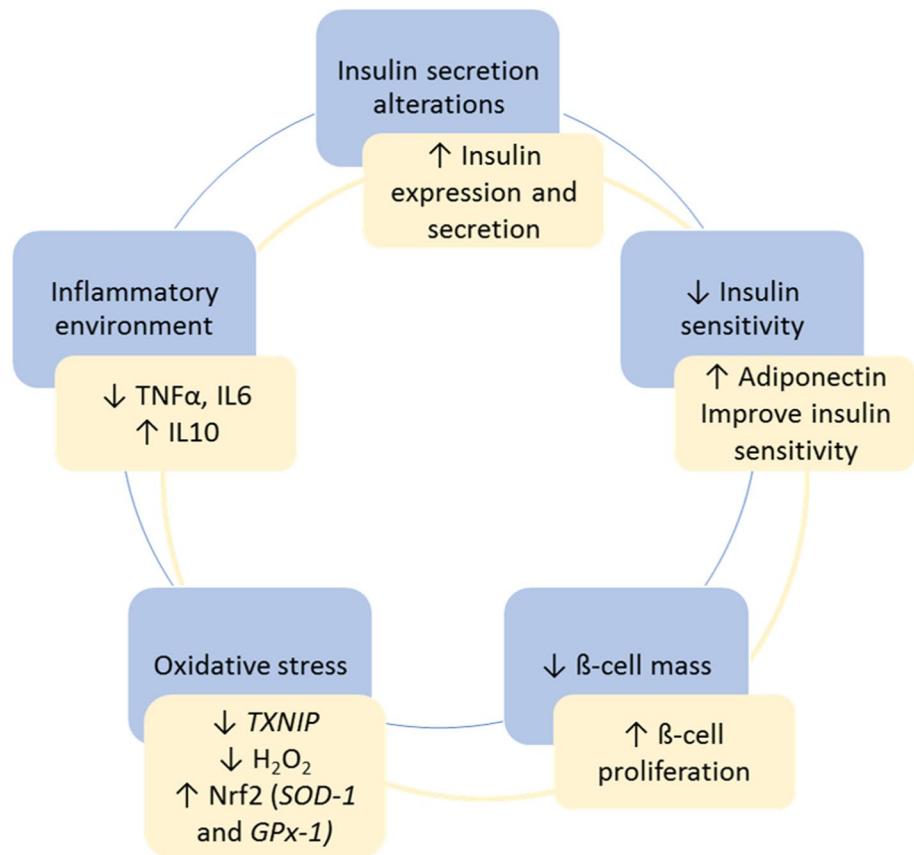 Insulin secretion
alterations
↑ Insulin
expression and
secretion
↓ Insulin
sensitivity
↑ Adiponectin
Improve insulin
sensitivity
↓ ß-cell mass
↑ ß-cell
proliferation
Oxidative stress
↓ TXNIP
↓ H₂O₂
↑ Nrf2 (SOD-1
and GPx-1)
Inflammatory
environment
↓ TNFα, IL6
↑ IL10